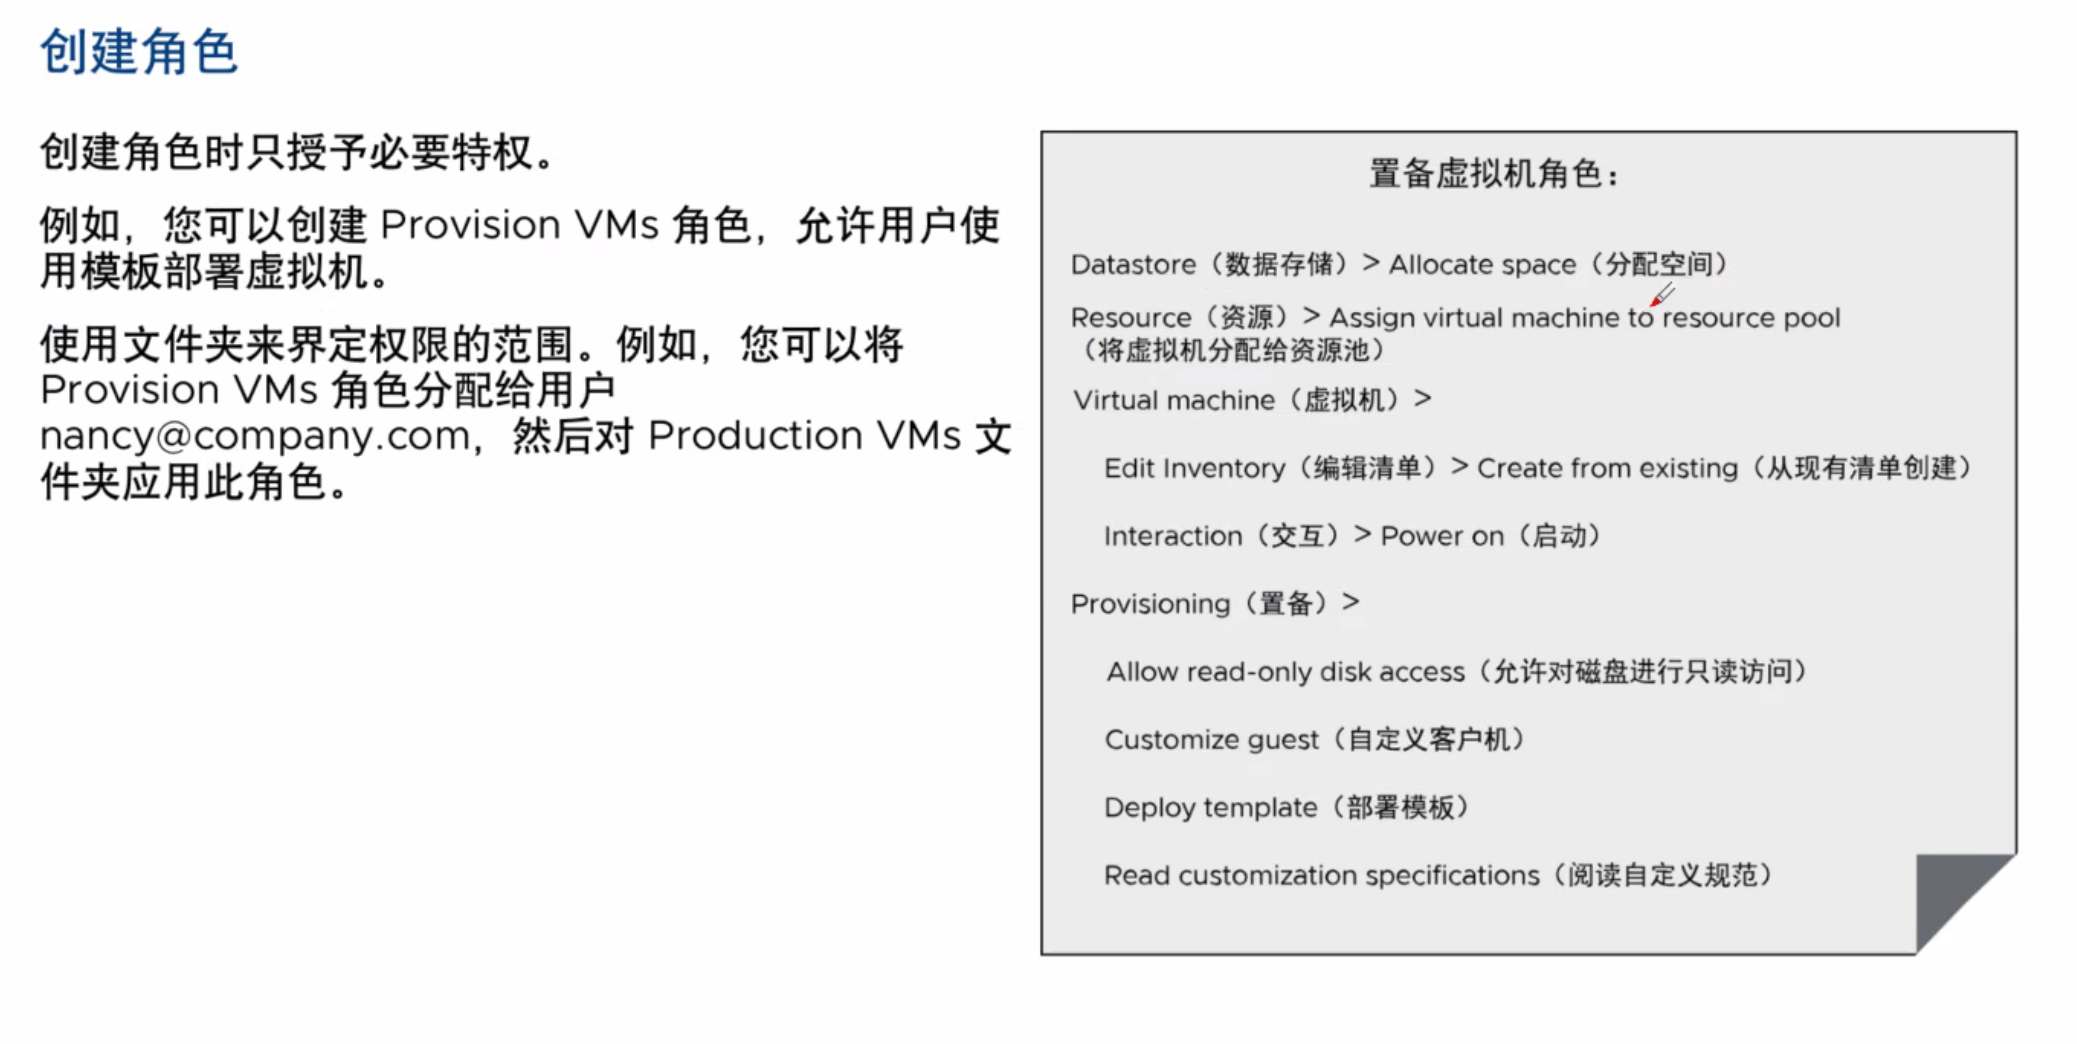 创建角色
创建角色时只授予必要特权。
例如，您可以创建 Provision VMs 角色，允许用户使
用模板部署虚拟机。
使用文件夹来界定权限的范围。例如，您可以将
Provision VMs 角色分配给用户
nancy@company.com，然后对 Production VMs 文
件夹应用此角色。
置备虚拟机角色：
Datastore（数据存储）> Allocate space（分配空间）
Resource（资源）> Assign virtual machine to resource pool
（将虚拟机分配给资源池）
Virtual machine（虚拟机）>
Edit Inventory（编辑清单）> Create from existing（从现有清单创建）
Interaction（交互）> Power on（启动）
Provisioning（置备）>
Allow read-only disk access（允许对磁盘进行只读访问）
Customize guest（自定义客户机）
Deploy template（部署模板）
Read customization specifications（阅读自定义规范）